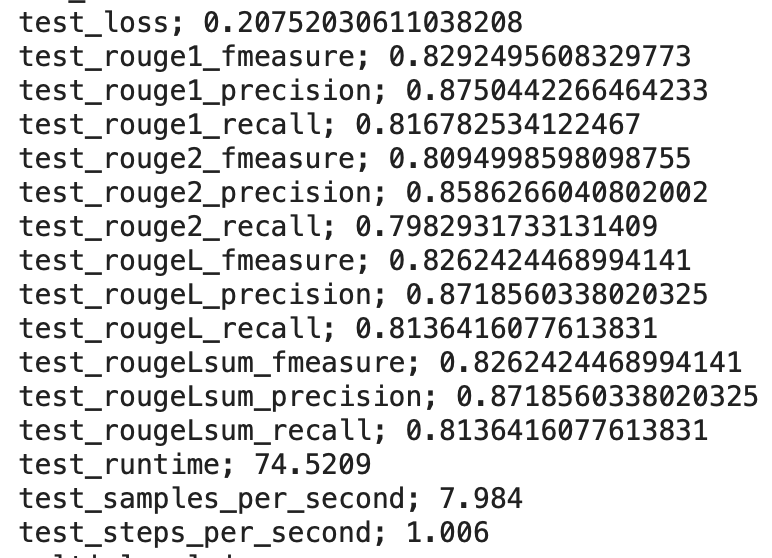 test_loss; 0.20752030611038208
test_rouge1_fmeasure; 0.8292495608329773
test_rouge1_precision; 0.8750442266464233
test_rouge1_recall; 0.816782534122467
test_rouge2_fmeasure; 0.8094998598098755
test_rouge2_precision; 0.8586266040802002
test_rouge2_recall; 0.7982931733131409
test_rougeL_fmeasure; 0.8262424468994141
test_rougeL_precision; 0.8718560338020325
test_rougeL_recall; 0.8136416077613831
test_rougeLsum_fmeasure; 0.8262424468994141
test_rougeLsum_precision; 0.8718560338020325
test_rougeLsum_recall; 0.8136416077613831
test_runtime; 74.5209
test_samples_per_second; 7.984
test_steps_per_second; 1.006